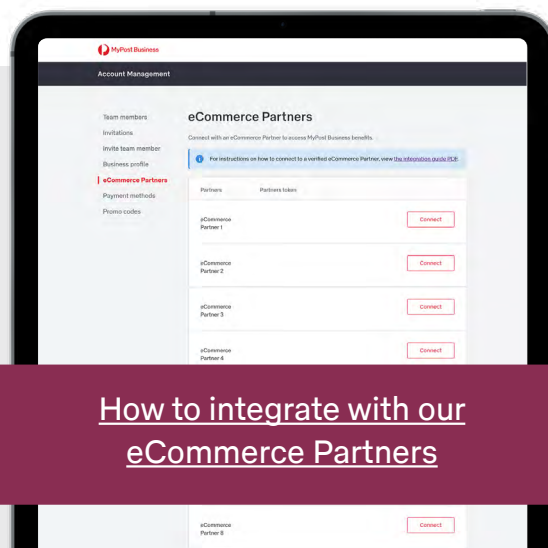 MyPost Business
Account Management
Team members
Invitations
Invite team member
Business profile
eCommerce Partners
Payment methods
Promo codes
eCommerce Partners
Connect with an eCommerce Partner to access MyPost Business benefits.
For instructions on how to connect to a verified eCommerce Partner, view the integration guide PDF.
Partners Partners token
eCommerce
Partner 1
Connect
eCommerce
Partner 2
Connect
eCommerce
Partner 3
Connect
eCommerce
Partner 4
Connect
How to integrate with our
eCommerce Partners
eCommerce
Partner 8
Connect